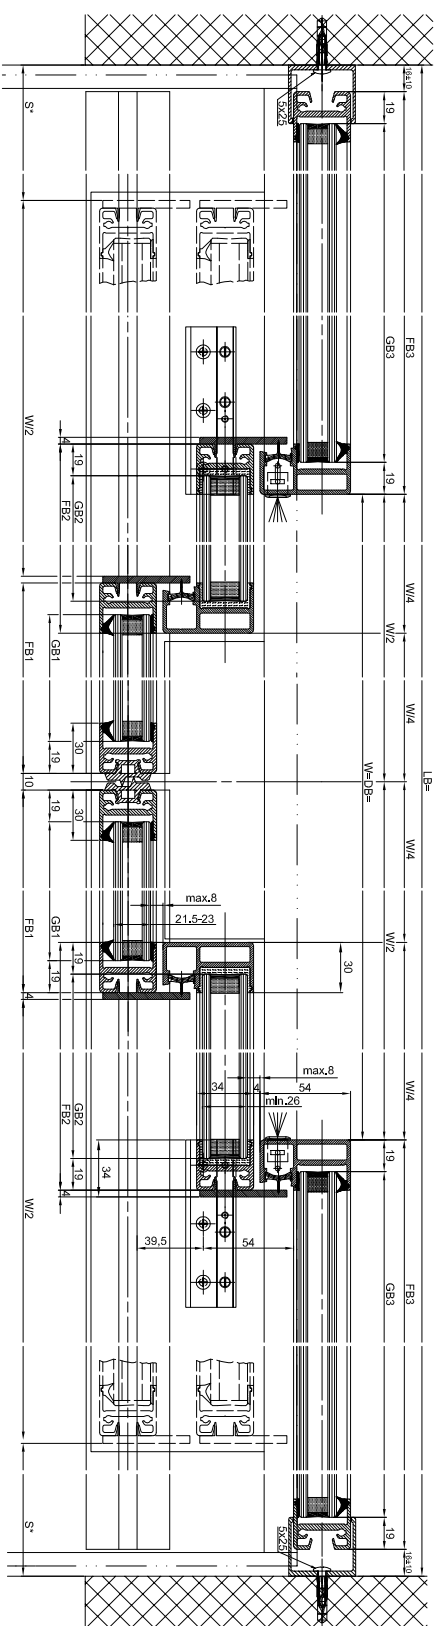 16±10
19
5x25
S*
FB3
GB3
W/2
4
19
GB2
FB2
19
W/4
W/2
W/4
FB1
GB1
30
19
10
W=DB=
LB=
W/4
W/2
30
19
max.8
21.5-23
FB1
GB1
19
19
4
30
max.8
34
4
54
min.26
GB2
FB2
W/4
19
34
19
4
39,5
54
W/2
GB3
FB3
5x25
19
16±10
S*